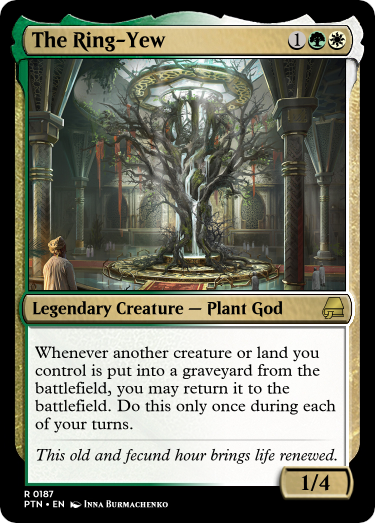 The Ring-Yew 1
Legendary Creature — Plant God
Whenever another creature or land you
control is put into a graveyard from the
battlefield, you may return it to the
battlefield. Do this only once during each
of your turns.
This old and fecund hour brings life renewed.
1/4
R 0187
PTN • EN Inna Burmachenko